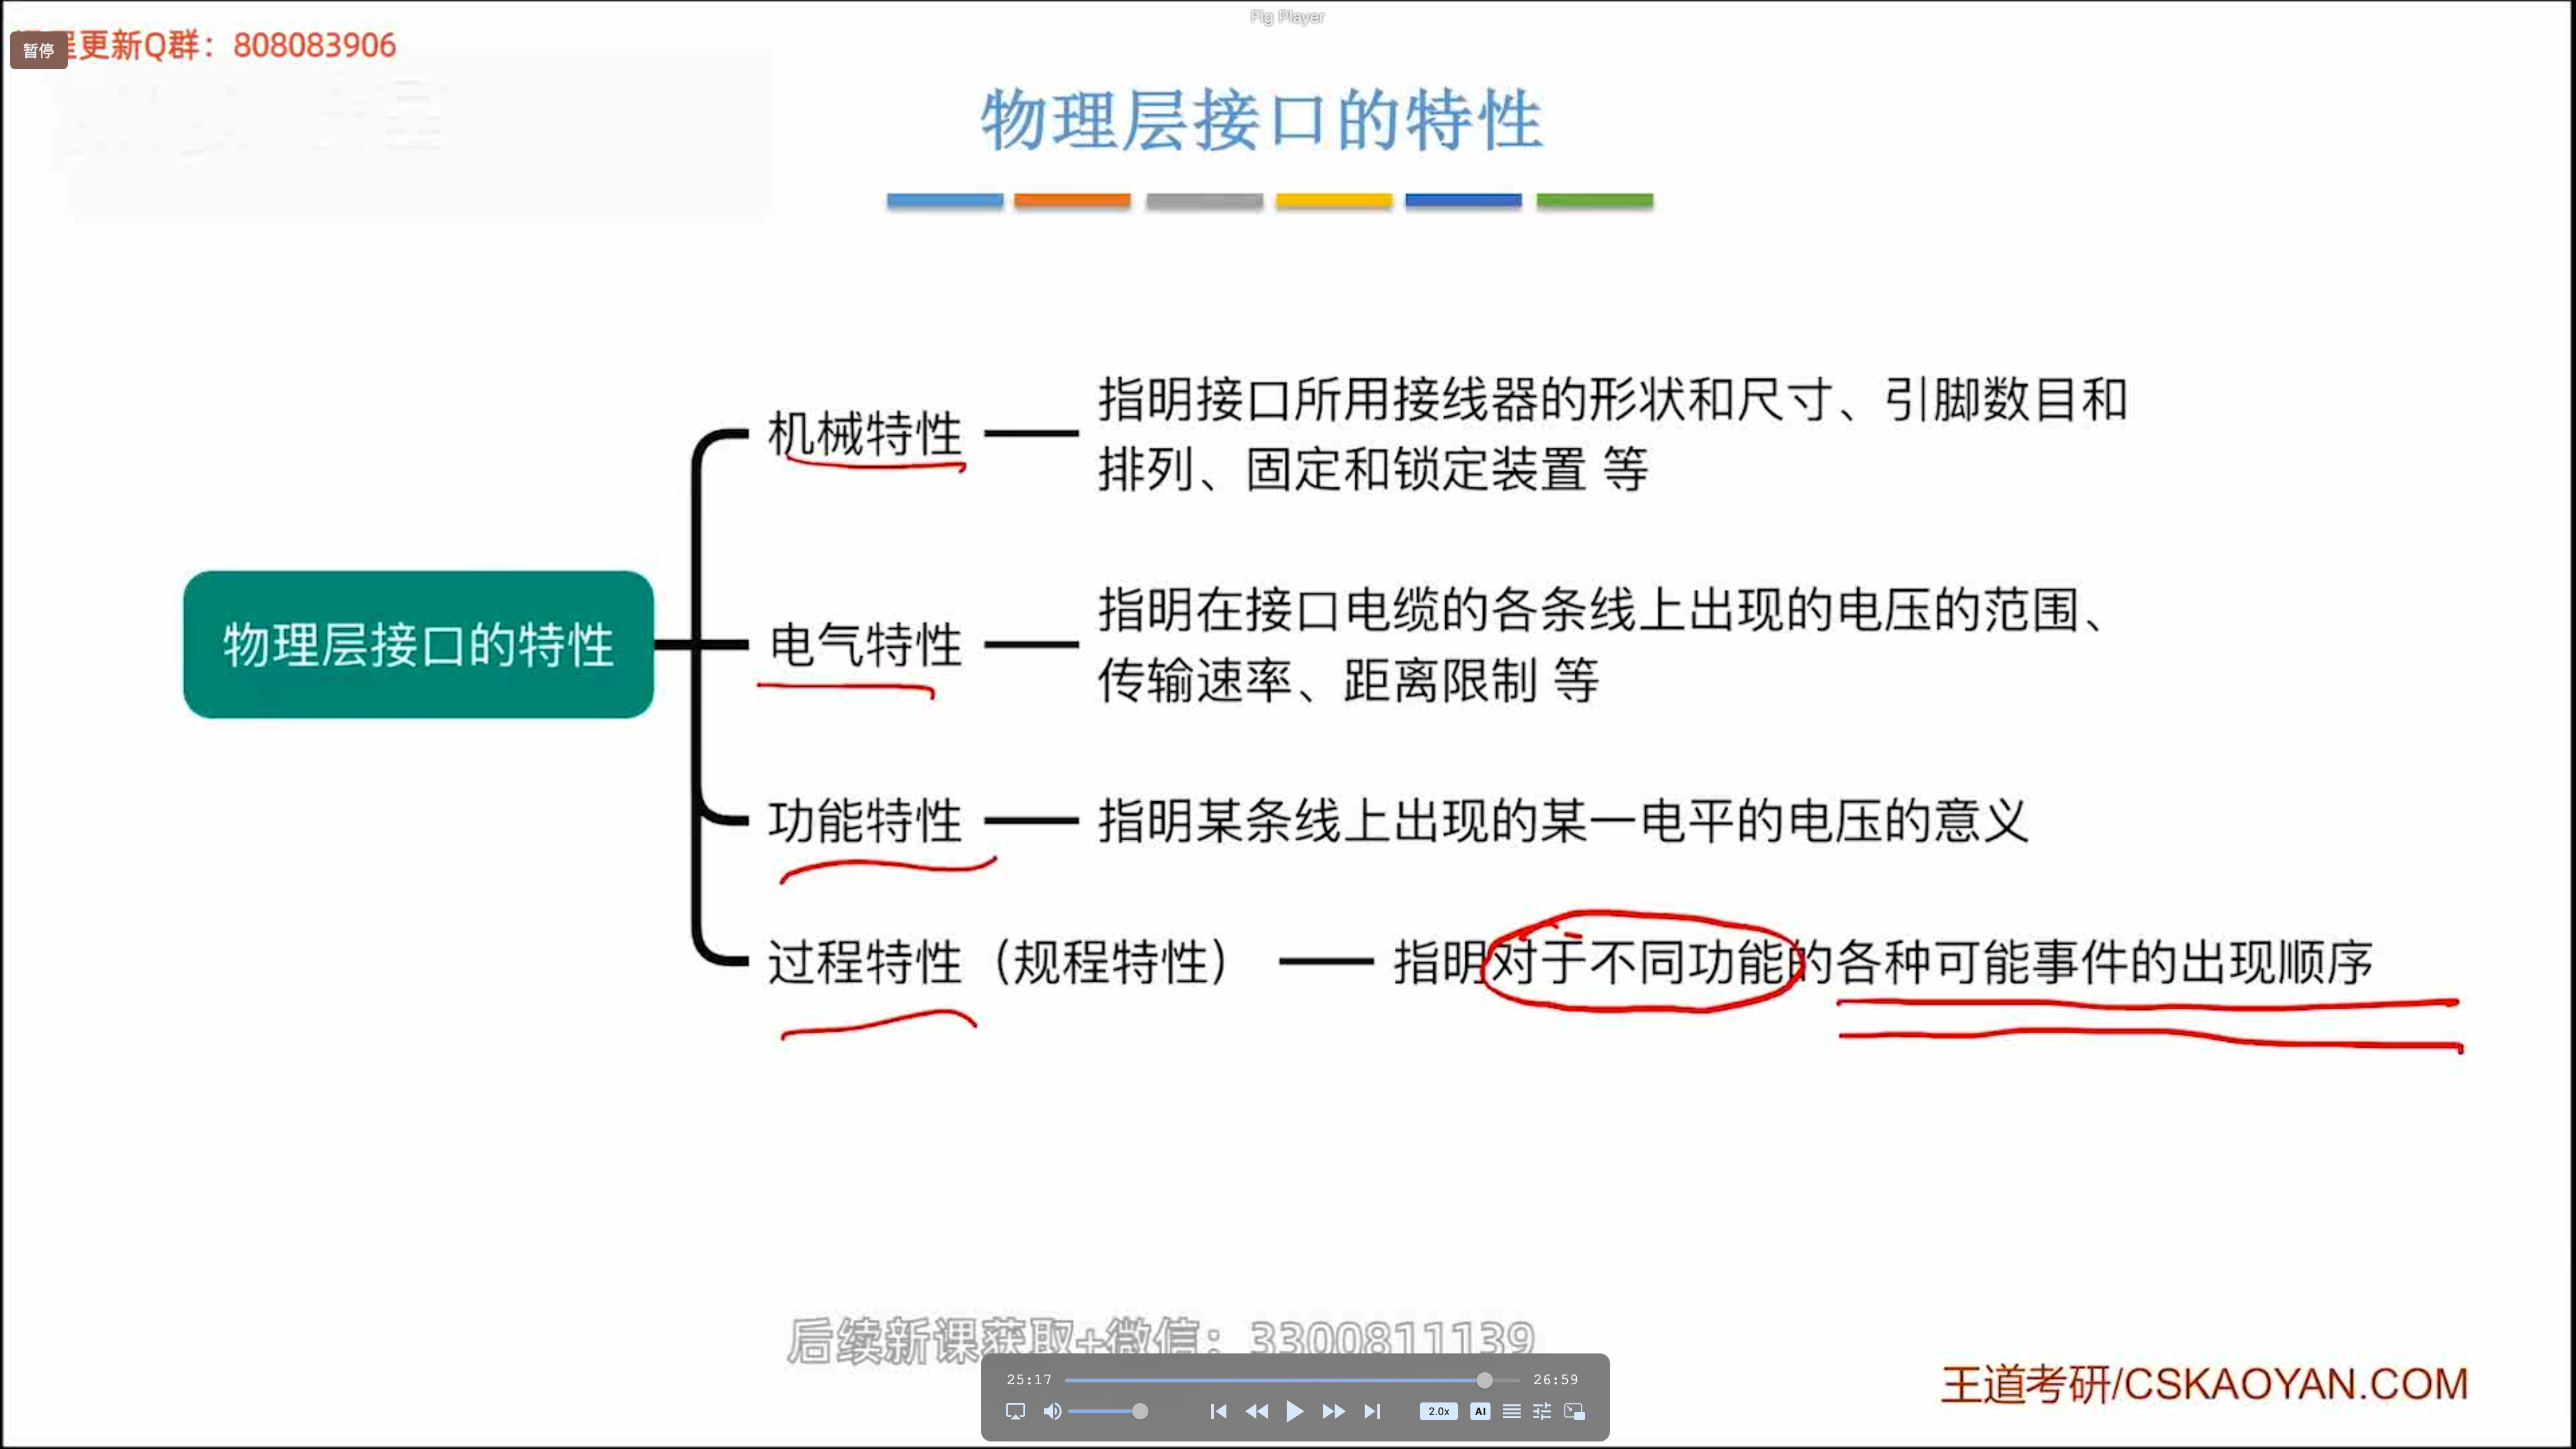 Fig Player
暂停
程更新Q群：808083906
物理层接口的特性
机械特性
指明接口所用接线器的形状和尺寸、引脚数目和
排列、固定和锁定装置 等
物理层接口的特性
电气特性
指明在接口电缆的各条线上出现的电压的范围、
传输速率、距离限制 等
功能特性
指明某条线上出现的某一电平的电压的意义
过程特性（规程特性）
指明对于不同功能的各种可能事件的出现顺序
后续新课获取+微信：3300811139
25:17
26:59
2.0x
AI
王道考研/CSKAOYAN.COM